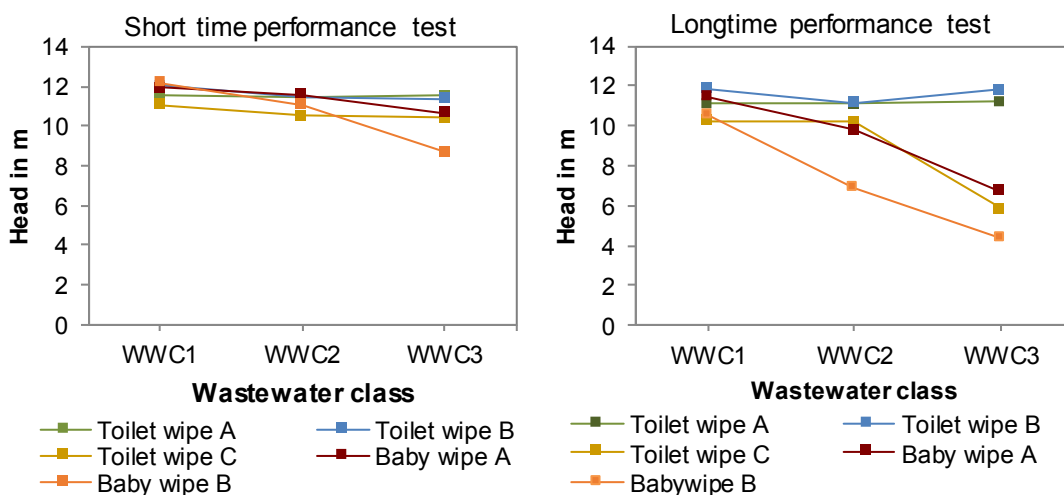 Short time performance test
14
12
10
8
6
4
2
0
Head in m
WWC1 WWC2 WWC3
Wastewater class
Toilet wipe A Toilet wipe B
Toilet wipe C Baby wipe A
Baby wipe B
Longtime performance test
14
12
10
8
6
4
2
0
Head in m
WWC1 WWC2 WWC3
Wastewater class
Toilet wipe A Toilet wipe B
Toilet wipe C Baby wipe A
Babywipe B